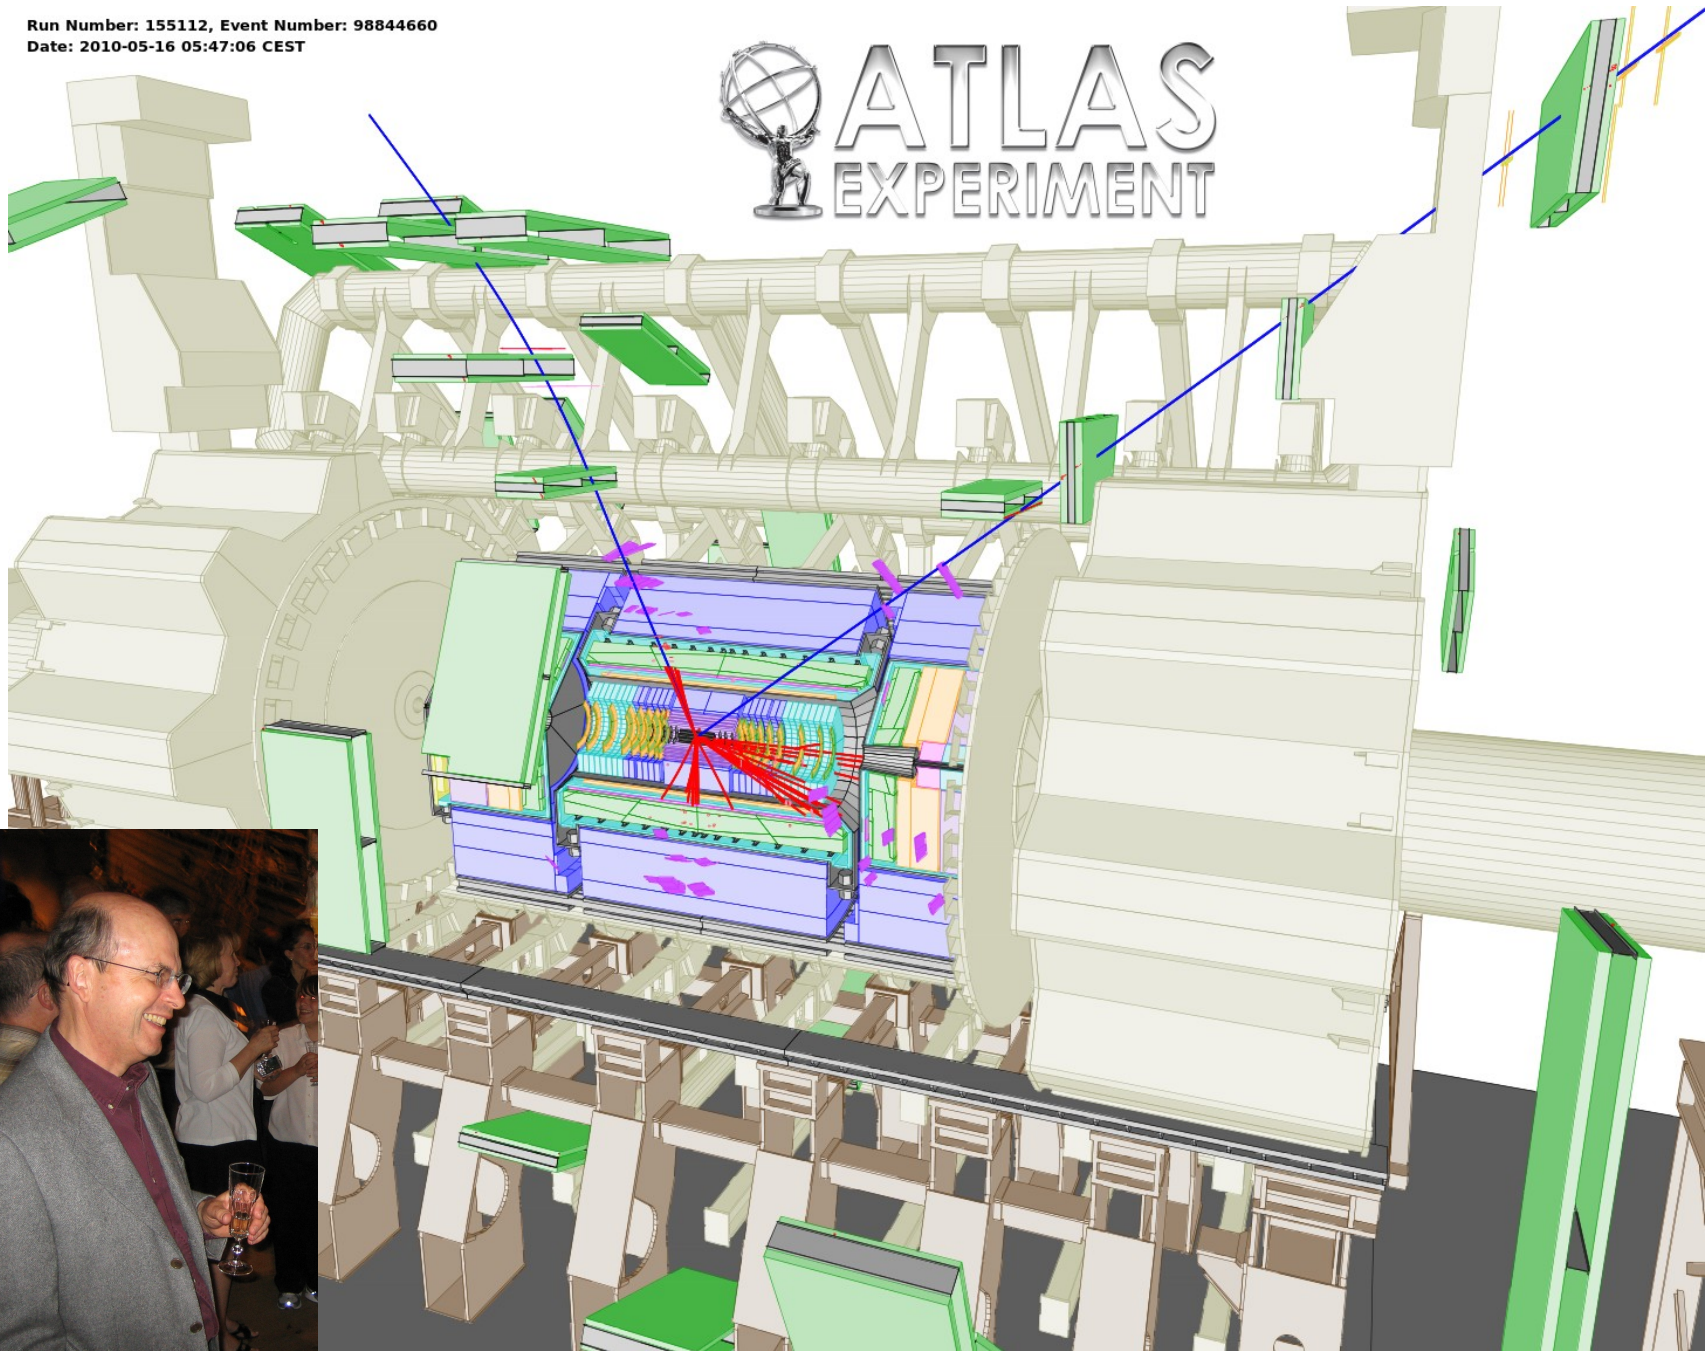 Run Number: 155112, Event Number: 98844660
Date: 2010-05-16 05:47:06 CEST
ATLAS
EXPERIMENT